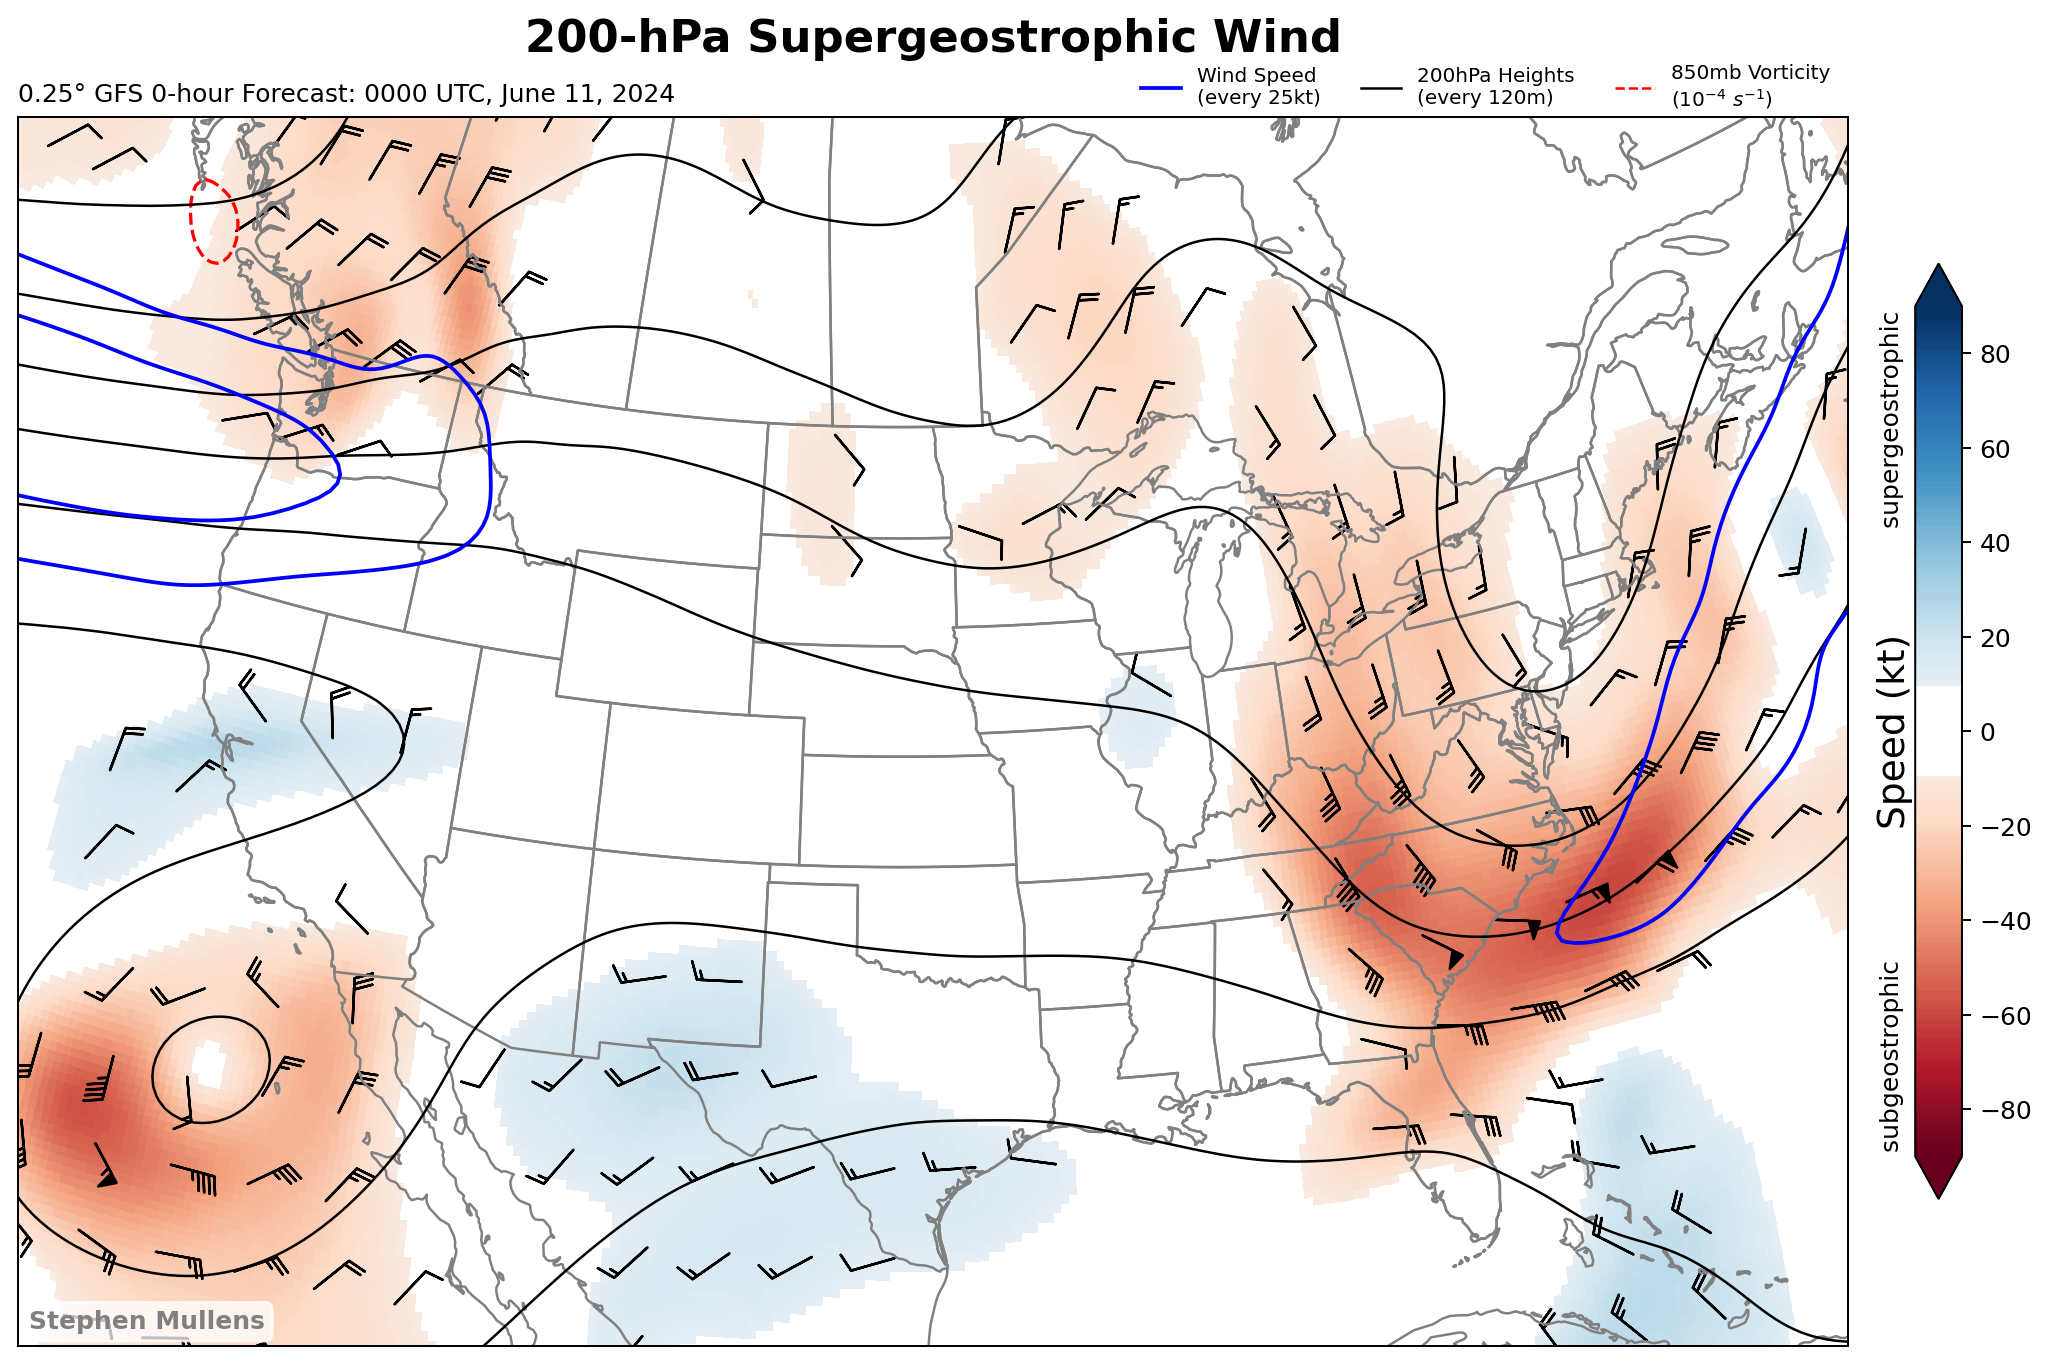 200-hPa Supergeostrophic Wind
0.25° GFS 0-hour Forecast: 0000 UTC, June 11, 2024
Wind Speed
(every 25kt)
200hPa Heights
(every 120m)
850mb Vorticity
(10⁻⁴ s⁻¹)
supergeostrophic
Speed (kt)
subgeostrophic
80
60
40
20
0
−20
−40
−60
−80
Stephen Mullens